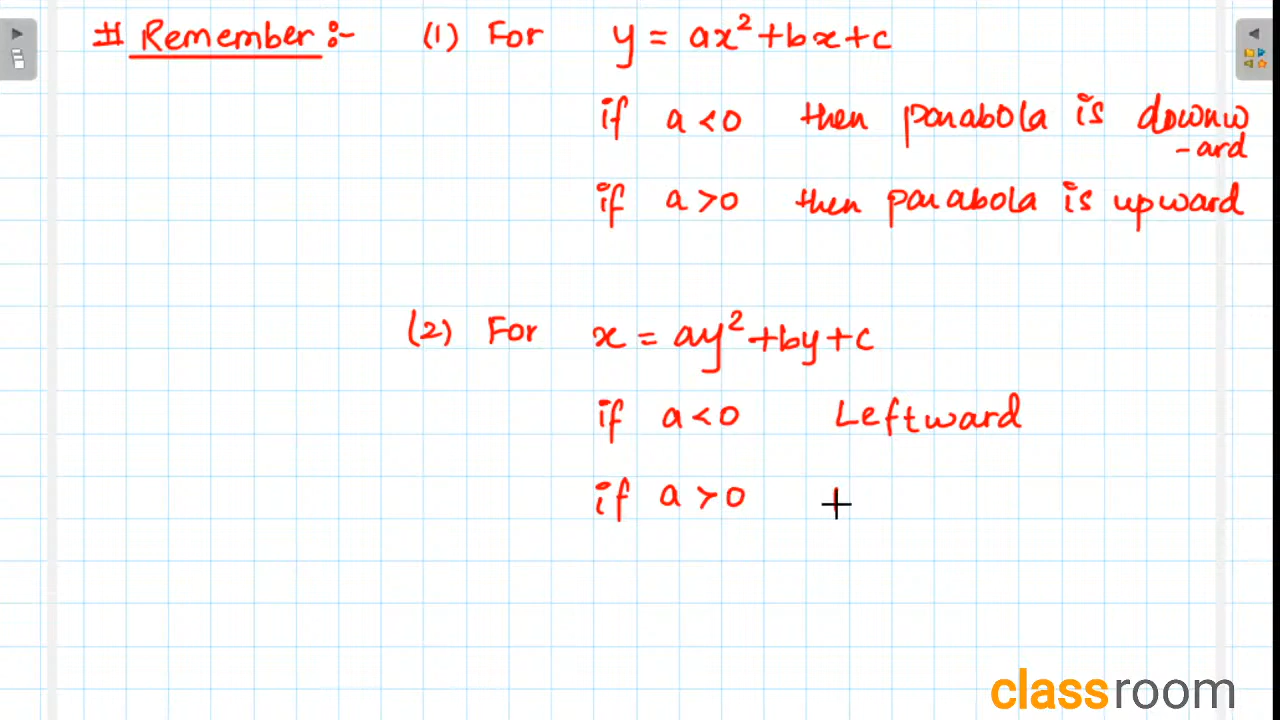 # Remember :- (1) For y = ax² + bx + c
if a < 0 then parabola is downw
-ard
if a > 0 then parabola is upward
(2) For x = ay² + by + c
if a < 0 Leftward
if a > 0
classroom